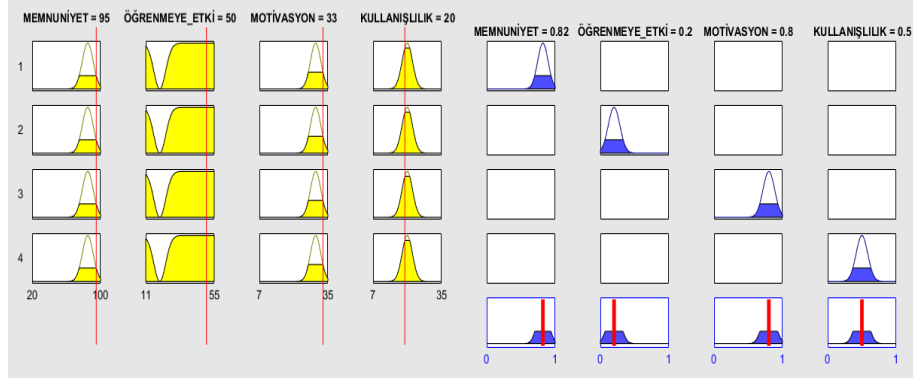 MEMNUNİYET = 95 ÖĞRENMEYE_ETKİ = 50 MOTİVASYON = 33 KULLANIŞLILIK = 20
MEMNUNİYET = 0.82 ÖĞRENMEYE_ETKİ = 0.2 MOTİVASYON = 0.8 KULLANIŞLILIK = 0.5
1
2
3
4
20 100 11 55 7 35 7 35
0 1 0 1 0 1 0 1